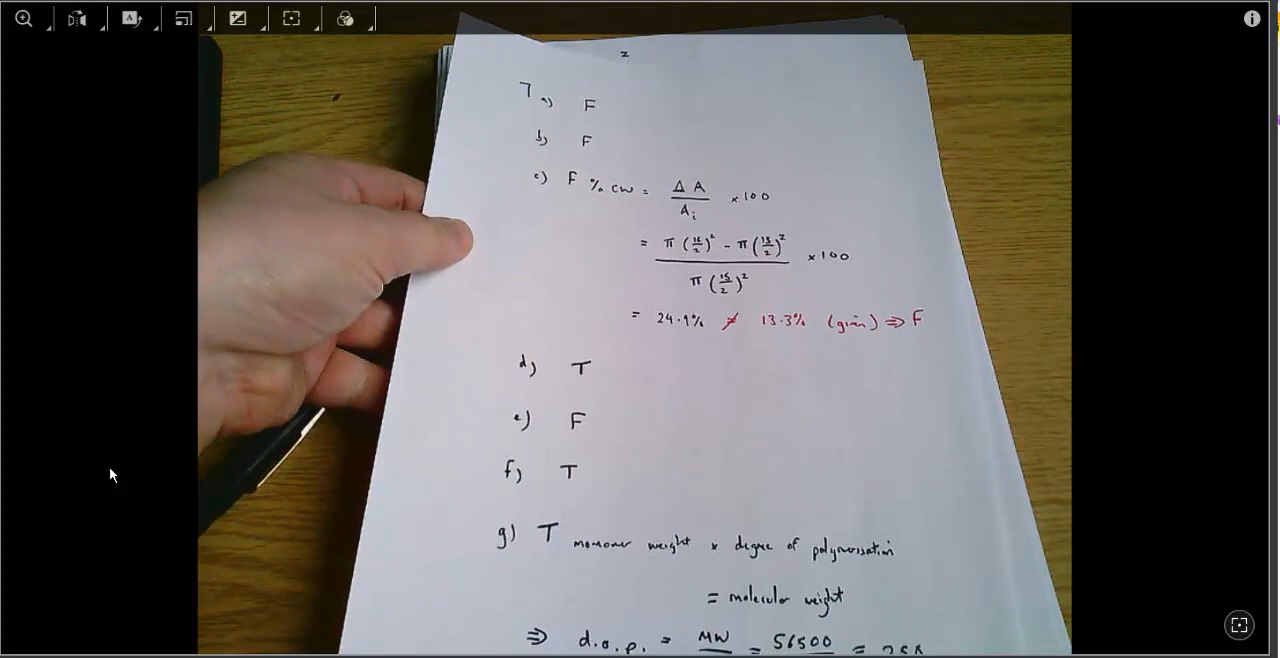 2
7 a) F
b) F
c) F % CW = ΔA / Aᵢ × 100
= π(15/2)² - π(13/2)² / π(15/2)² × 100
= 24.9% ≠ 13.3% (given) ⇒ F
d) T
e) F
f) T
g) T monomer weight × degree of polymerisation
= molecular weight
⇒ d.o.p. = MW = 56500 =